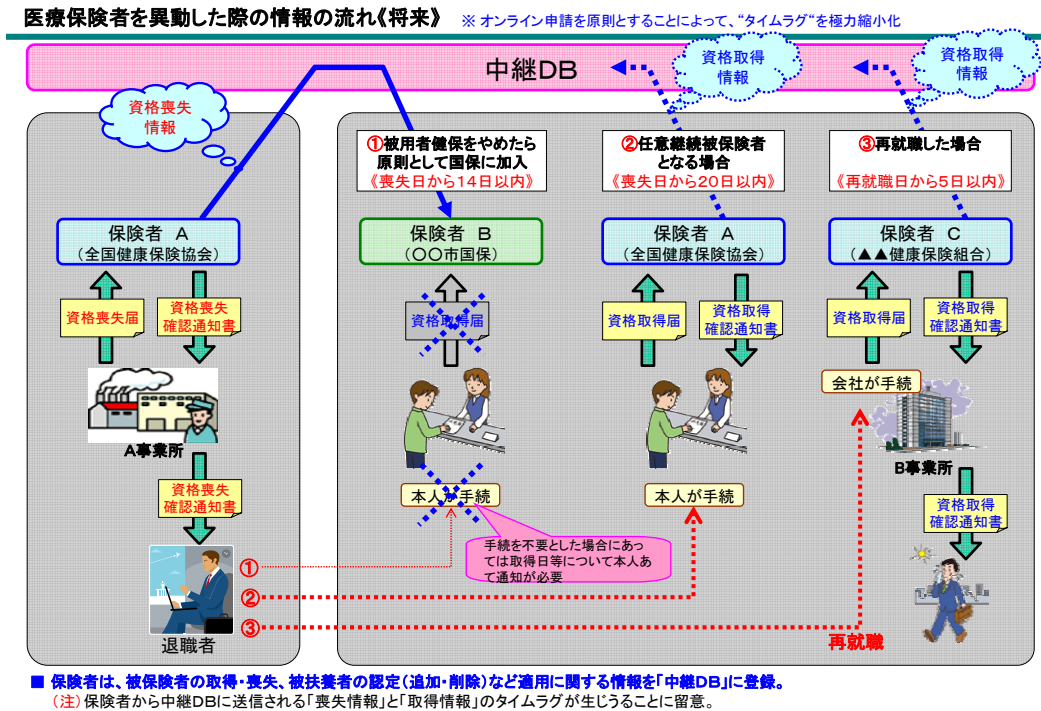 医療保険者を異動した際の情報の流れ《将来》
※ オンライン申請を原則とすることによって、“タイムラグ“を極力縮小化
中継DB
資格取得
情報
資格取得
情報
資格喪失
情報
①被用者健保をやめたら
原則として国保に加入
《喪失日から14日以内》
②任意継続被保険者
となる場合
《喪失日から20日以内》
③再就職した場合
《再就職日から5日以内》
保険者 A
(全国健康保険協会)
保険者 B
(○○市国保)
保険者 A
(全国健康保険協会)
保険者 C
(▲▲健康保険組合)
資格喪失届
資格喪失
確認通知書
資格取得届
資格取得届
資格取得
確認通知書
資格取得届
資格取得
確認通知書
会社が手続
A事業所
B事業所
資格喪失
確認通知書
本人が手続
本人が手続
資格取得
確認通知書
手続を不要とした場合にあっ
ては取得日等について本人あ
て通知が必要
①
②
③
退職者
再就職
■ 保険者は、被保険者の取得・喪失、被扶養者の認定(追加・削除)など適用に関する情報を「中継DB」に登録。
(注)保険者から中継DBに送信される「喪失情報」と「取得情報」のタイムラグが生じうることに留意。